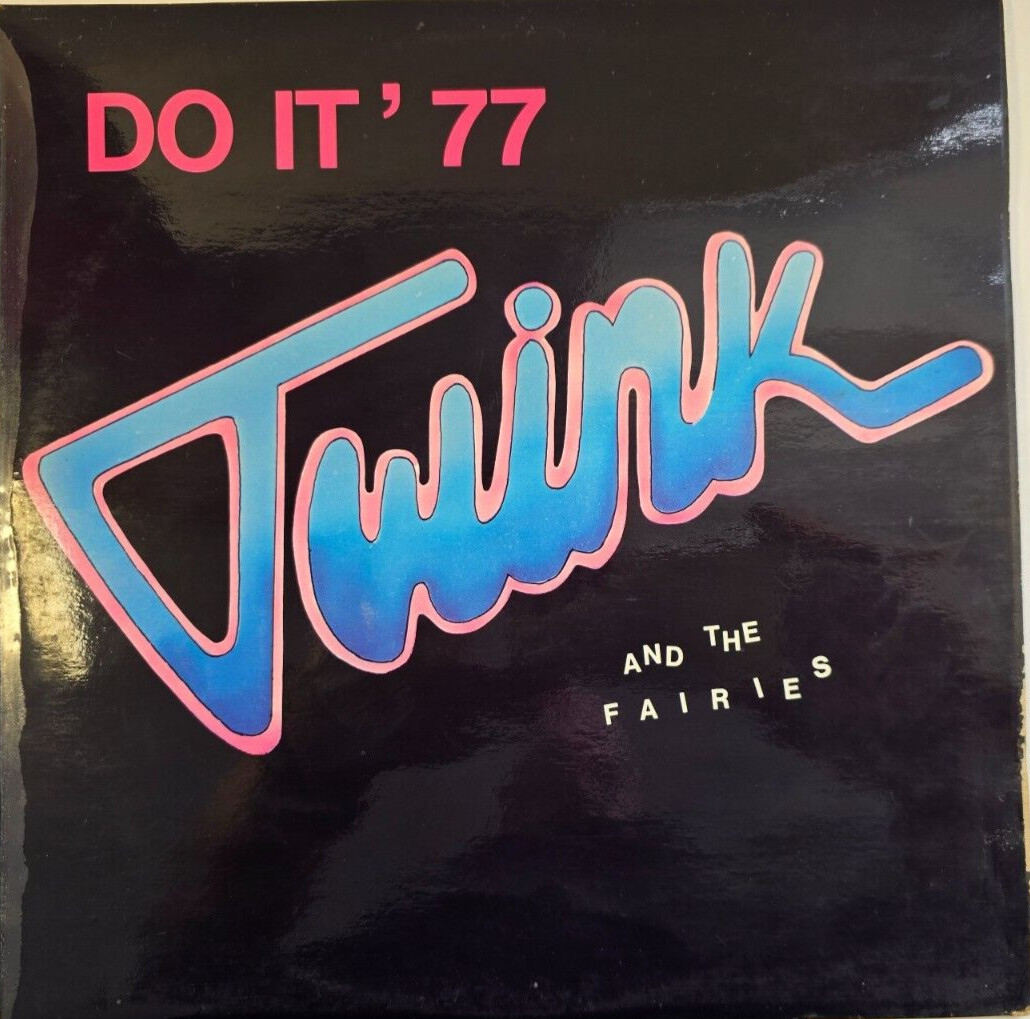 DO IT '77
Twink
AND THE
FAIRIES